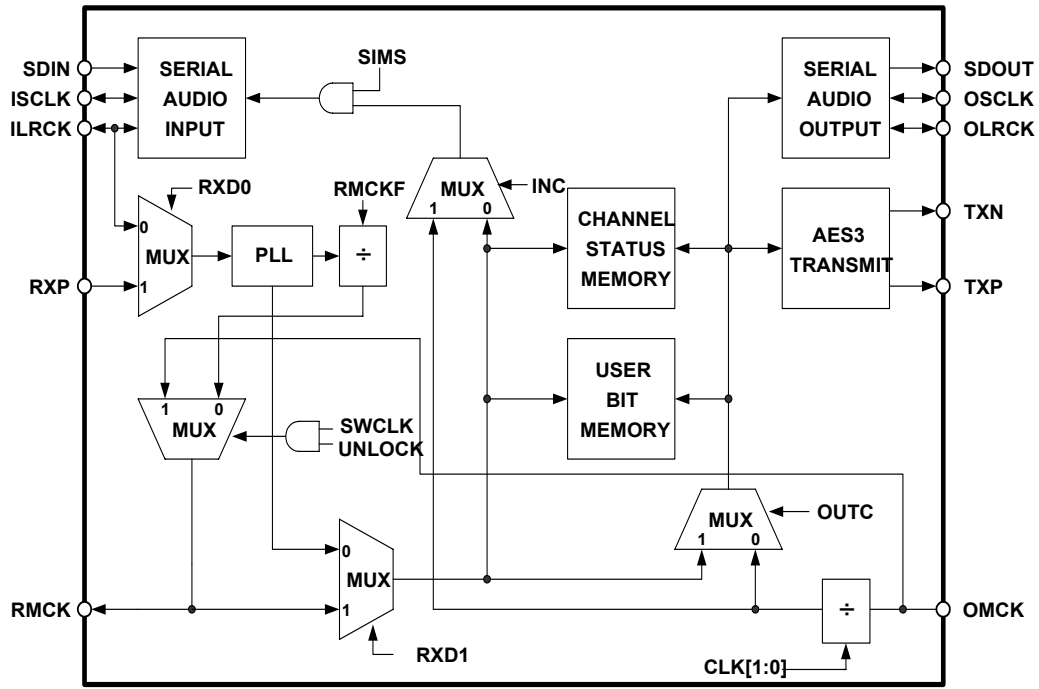 SIMS
SDIN
SERIAL
AUDIO
INPUT
ISCLK
ILRCK
SERIAL
AUDIO
OUTPUT
SDOUT
OSCLK
OLRCK
RXD0
RMCKF
MUX
1 0
INC
0
MUX
1
PLL
÷
RXP
CHANNEL
STATUS
MEMORY
AES3
TRANSMIT
TXN
TXP
1 0
MUX
SWCLK
UNLOCK
USER
BIT
MEMORY
MUX
1 0
OUTC
0
MUX
1
RMCK
RXD1
÷
OMCK
CLK[1:0]